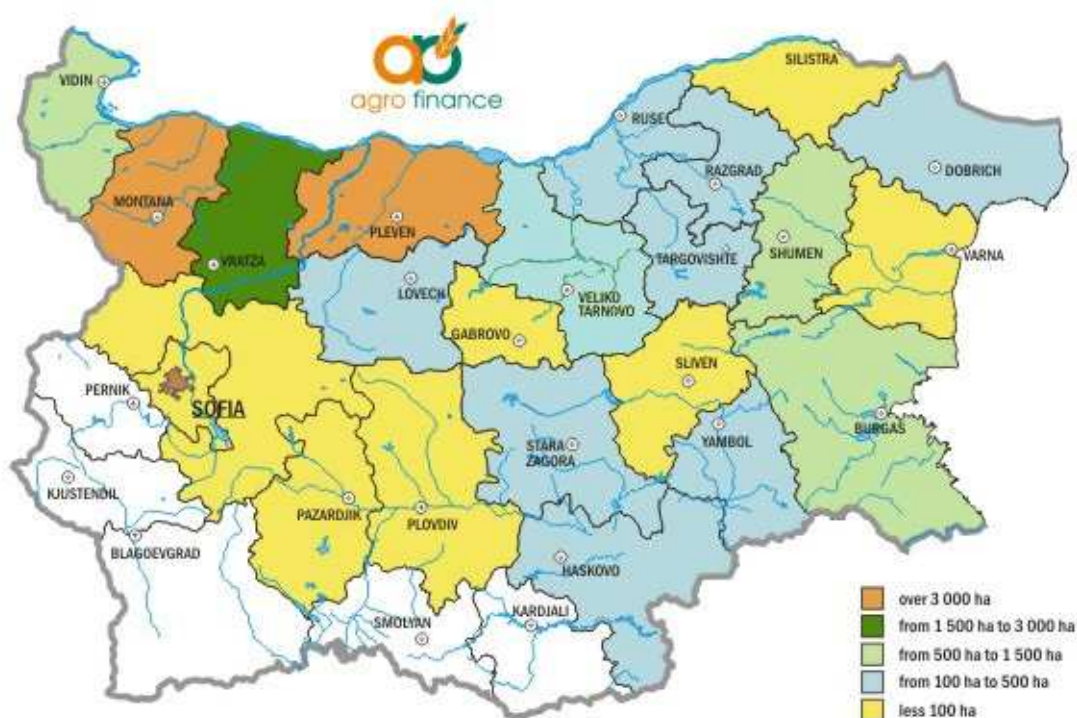 agro finance
VIDIN
SILISTRA
RUSE
RAZGRAD
DOBRICH
MONTANA
PLEVEN
VRATZA
TARGOVISHTE
SHUMEN
VARNA
LOVECH
VELIKO
TARNOVO
GABROVO
SLIVEN
PERNIK
SOFIA
STARA
ZAGORA
YAMBOL
BURGAS
KJUSTENDIL
PAZARDJIK
PLOVDIV
BLAGOEVGRAD
HASKOVO
KARDJALI
SMOLYAN
over 3 000 ha
from 1 500 ha to 3 000 ha
from 500 ha to 1 500 ha
from 100 ha to 500 ha
less 100 ha